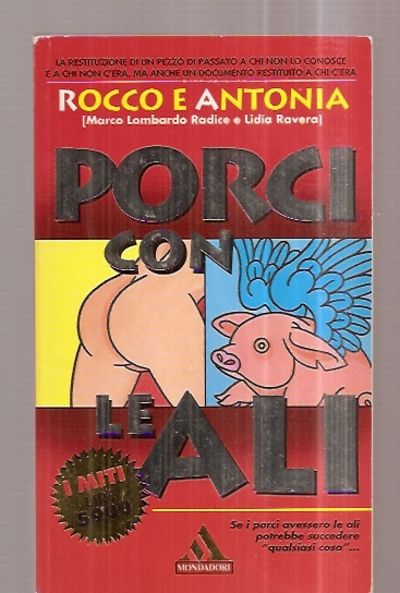 LA RESTITUZIONE DI UN PEZZO DI PASSATO A CHI NON LO CONOSCE
E A CHI NON C'ERA, MA ANCHE UN DOCUMENTO RESTITUITO A CHI C'ERA
ROCCO E ANTONIA
[Marco Lombardo Radice e Lidia Ravera]
PORCI
CON
LE ALI
I MITI
5900
Se i porci avessero le ali
potrebbe succedere
"qualsiasi cosa"...
MONDADORI